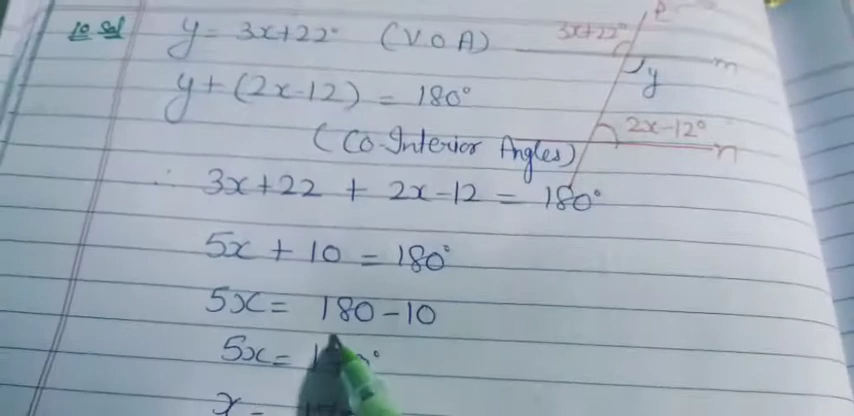 10 Sol
y = 3x+22° (V.O A)
3x+22°
m
y
y + (2x-12) = 180°
2x-12°
n
(Co-Interior Angles)
∴ 3x+22 + 2x-12 = 180°
5x + 10 = 180°
5x = 180-10
5x =
x =